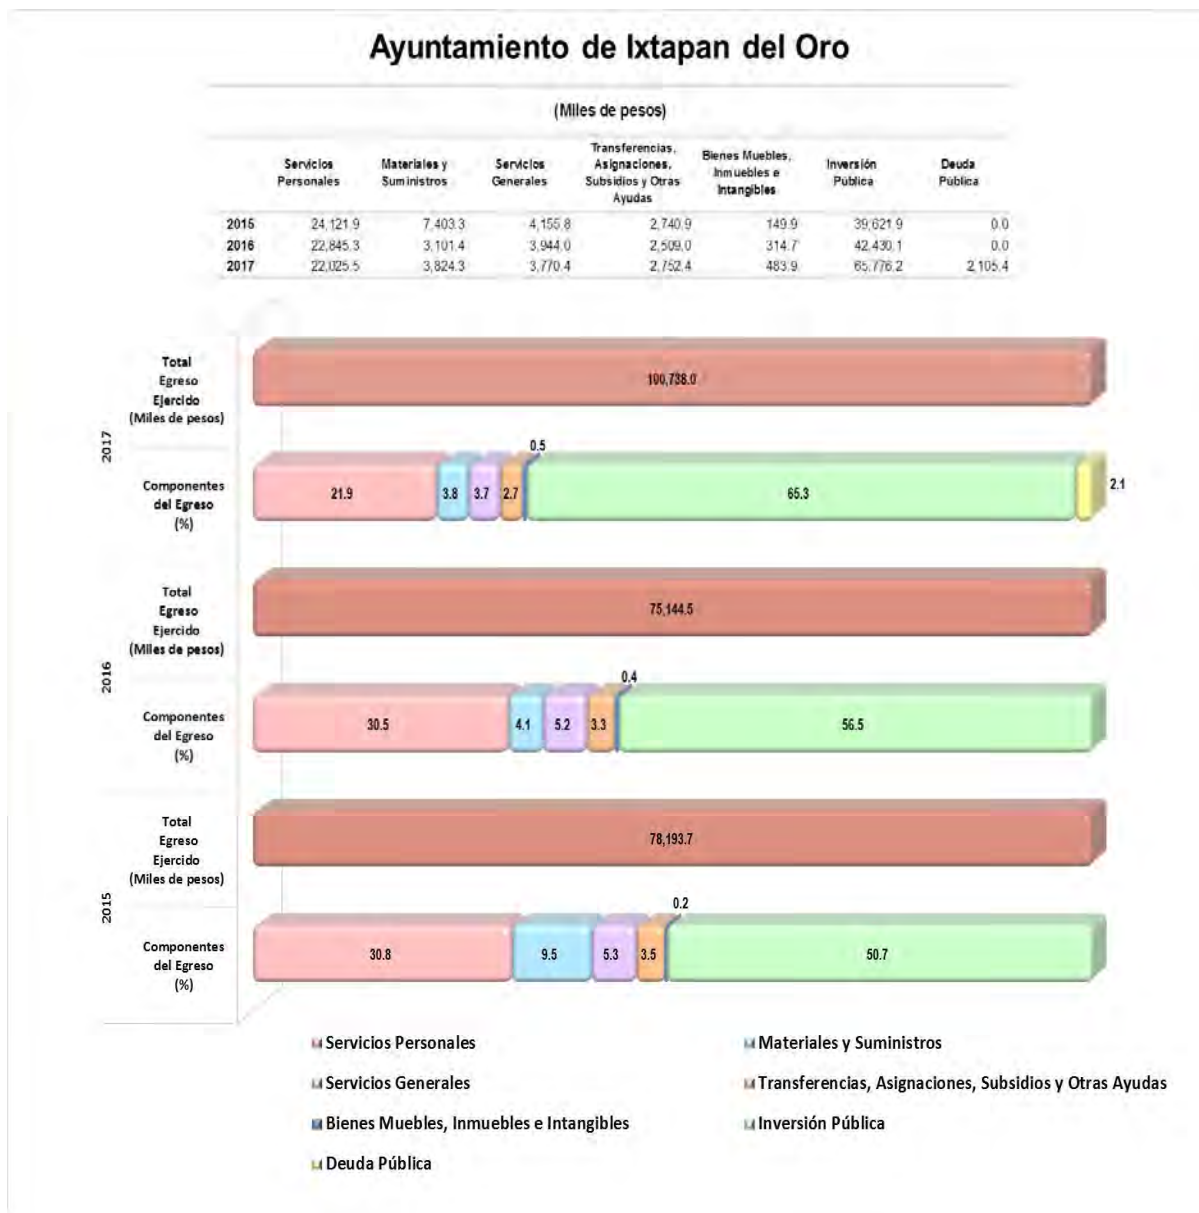 Ayuntamiento de Ixtapan del Oro
(Miles de pesos)
Servicios Personales
Materiales y Suministros
Servicios Generales
Transferencias, Asignaciones, Subsidios y Otras Ayudas
Bienes Muebles, Inmuebles e Intangibles
Inversión Pública
Deuda Pública
2015 24,121.9 7,403.3 4,155.8 2,740.9 149.9 39,621.9 0.0
2016 22,845.3 3,101.4 3,944.0 2,509.0 314.7 42,430.1 0.0
2017 22,025.5 3,824.3 3,770.4 2,752.4 483.9 65,776.2 2,105.4
2017
Total
Egreso
Ejercido
(Miles de pesos)
100,738.0
Componentes
del Egreso
(%)
21.9 3.8 3.7 2.7 0.5 65.3 2.1
2016
Total
Egreso
Ejercido
(Miles de pesos)
75,144.5
Componentes
del Egreso
(%)
30.5 4.1 5.2 3.3 0.4 56.5
2015
Total
Egreso
Ejercido
(Miles de pesos)
78,193.7
Componentes
del Egreso
(%)
30.8 9.5 5.3 3.5 0.2 50.7
Servicios Personales
Materiales y Suministros
Servicios Generales
Transferencias, Asignaciones, Subsidios y Otras Ayudas
Bienes Muebles, Inmuebles e Intangibles
Inversión Pública
Deuda Pública